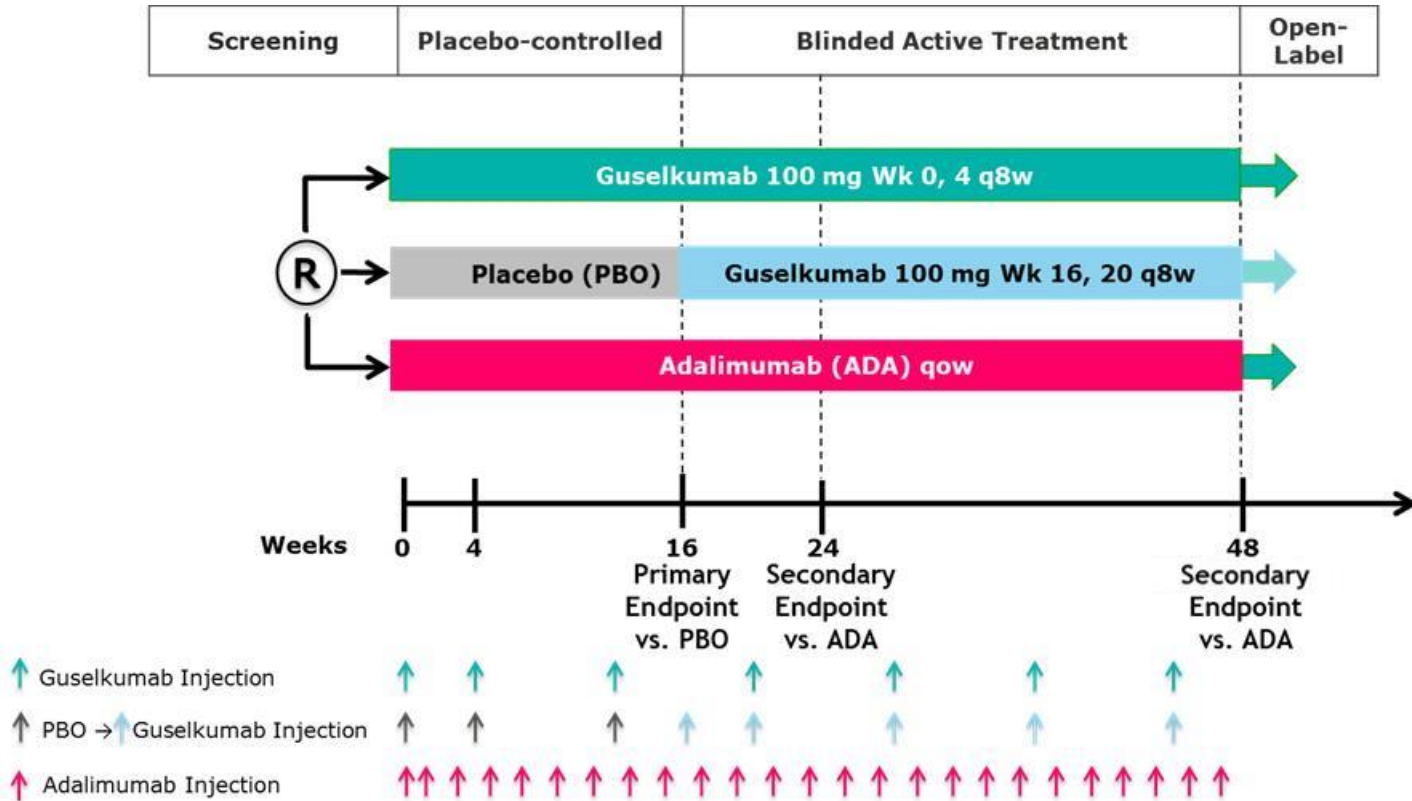 Screening
Placebo-controlled
Blinded Active Treatment
Open-
Label
Guselkumab 100 mg Wk 0, 4 q8w
R
Placebo (PBO)
Guselkumab 100 mg Wk 16, 20 q8w
Adalimumab (ADA) qow
Weeks
0
4
16
24
48
Primary
Endpoint
vs. PBO
Secondary
Endpoint
vs. ADA
Secondary
Endpoint
vs. ADA
Guselkumab Injection
PBO → Guselkumab Injection
Adalimumab Injection